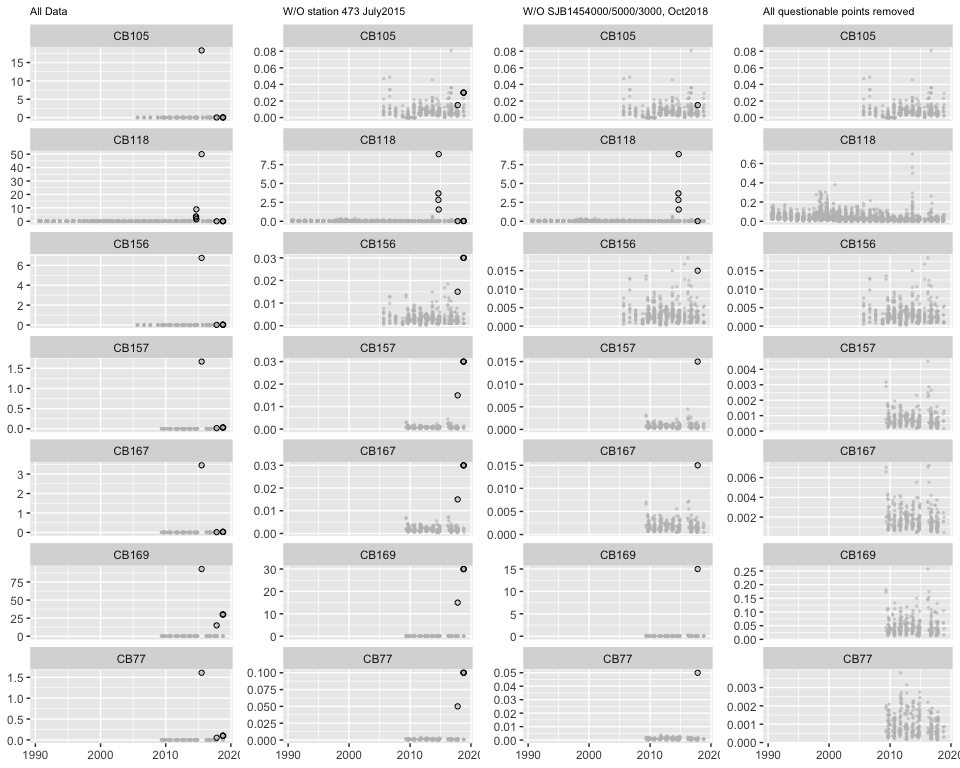 All Data
W/O station 473 July2015
W/O SJB1454000/5000/3000, Oct2018
All questionable points removed
CB105 CB105 CB105 CB105
15 10 5 0
0.08 0.06 0.04 0.02 0.00
0.08 0.06 0.04 0.02 0.00
0.08 0.06 0.04 0.02 0.00
CB118 CB118 CB118 CB118
50 40 30 20 10 0
7.5 5.0 2.5 0.0
7.5 5.0 2.5 0.0
0.6 0.4 0.2 0.0
CB156 CB156 CB156 CB156
6 4 2 0
0.03 0.02 0.01 0.00
0.015 0.010 0.005 0.000
0.015 0.010 0.005 0.000
CB157 CB157 CB157 CB157
1.5 1.0 0.5 0.0
0.03 0.02 0.01 0.00
0.015 0.010 0.005 0.000
0.004 0.003 0.002 0.001 0.000
CB167 CB167 CB167 CB167
3 2 1 0
0.03 0.02 0.01 0.00
0.015 0.010 0.005 0.000
0.006 0.004 0.002
CB169 CB169 CB169 CB169
75 50 25 0
30 20 10 0
15 10 5 0
0.25 0.20 0.15 0.10 0.05 0.00
CB77 CB77 CB77 CB77
1.5 1.0 0.5 0.0
0.100 0.075 0.050 0.025 0.000
0.05 0.04 0.03 0.02 0.01 0.00
0.003 0.002 0.001 0.000
1990 2000 2010 202
1990 2000 2010 202
1990 2000 2010 202
1990 2000 2010 2020